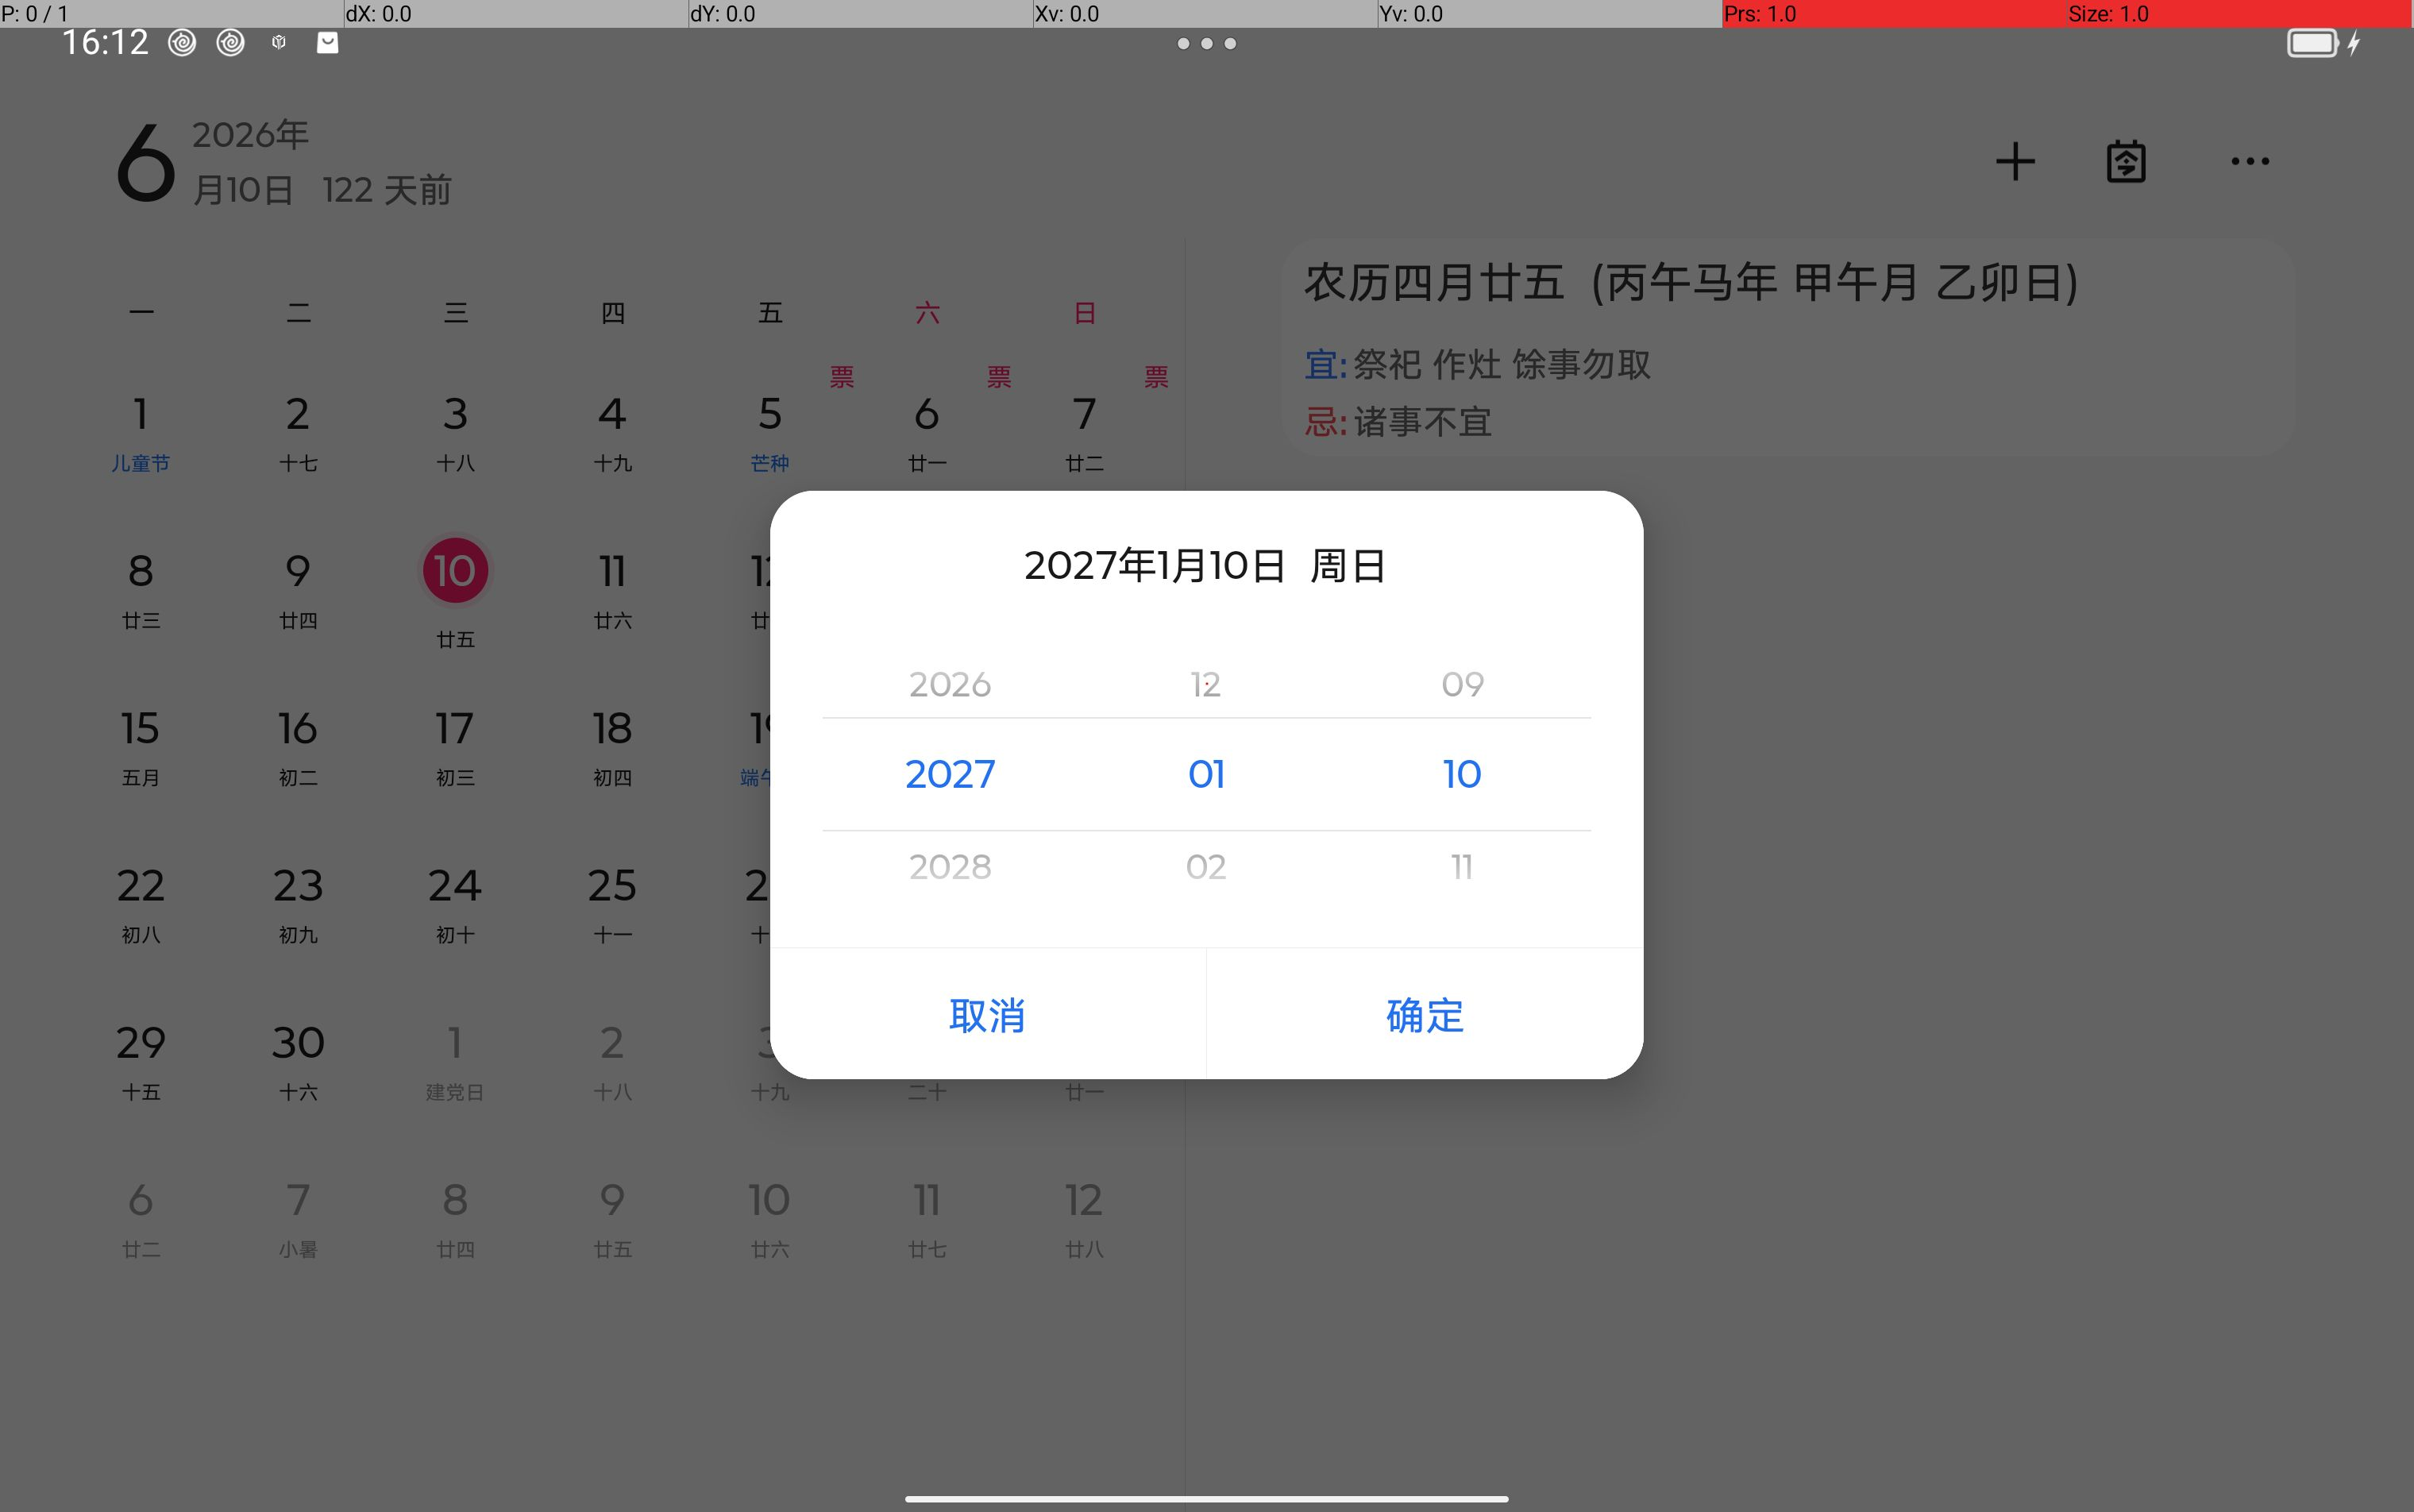 P: 0 / 1 dX: 0.0 dY: 0.0 Xv: 0.0 Yv: 0.0 Prs: 1.0 Size: 1.0
16:12
6 2026年
月10日 122 天前
农历四月廿五 (丙午马年 甲午月 乙卯日)
宜: 祭祀 作灶 馀事勿取
忌: 诸事不宜
一 二 三 四 五 六 日
票 票 票
1 2 3 4 5 6 7
儿童节 十七 十八 十九 芒种 廿一 廿二
8 9 10 11
廿三 廿四 廿五 廿六
15 16 17 18
五月 初二 初三 初四
22 23 24 25
初八 初九 初十 十一
29 30 1 2
十五 十六 建党日 十八 十九 二十 廿一
6 7 8 9 10 11 12
廿二 小暑 廿四 廿五 廿六 廿七 廿八
2027年1月10日 周日
2026 12 09
2027 01 10
2028 02 11
取消 确定